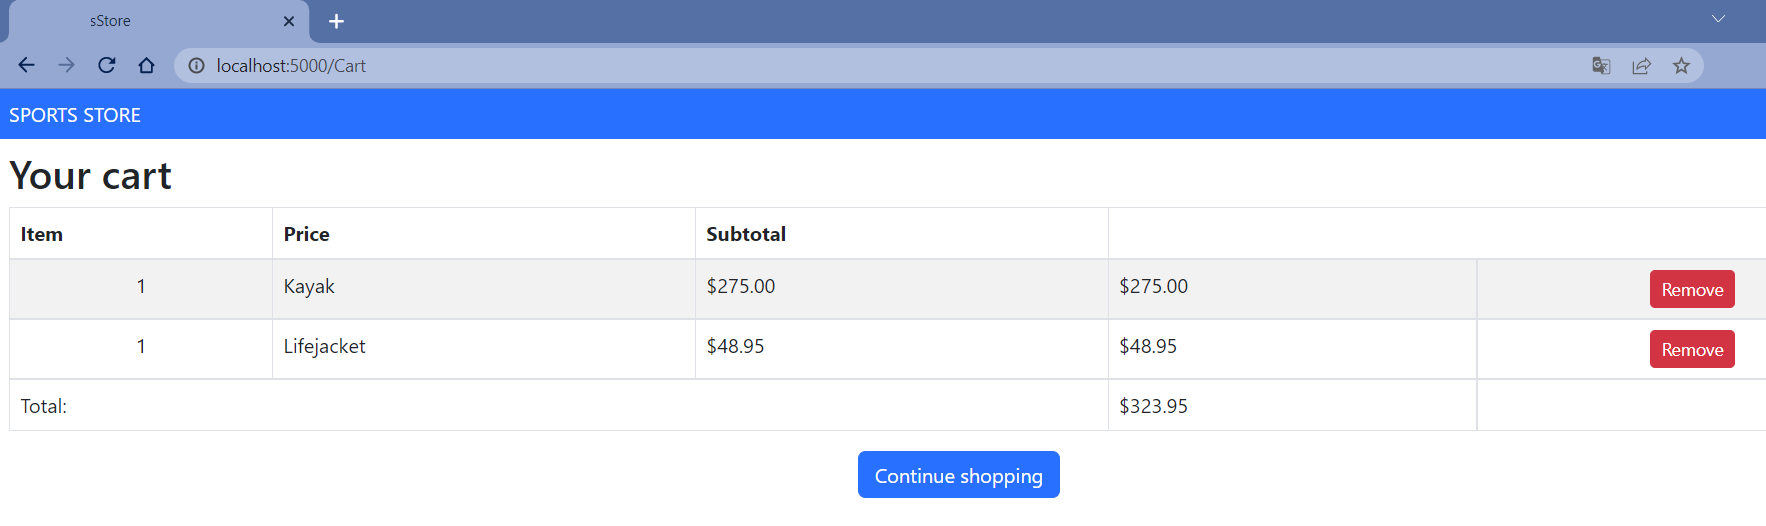 sStore
localhost:5000/Cart
SPORTS STORE
Your cart
Item Price Subtotal
1 Kayak $275.00 $275.00 Remove
1 Lifejacket $48.95 $48.95 Remove
Total: $323.95
Continue shopping